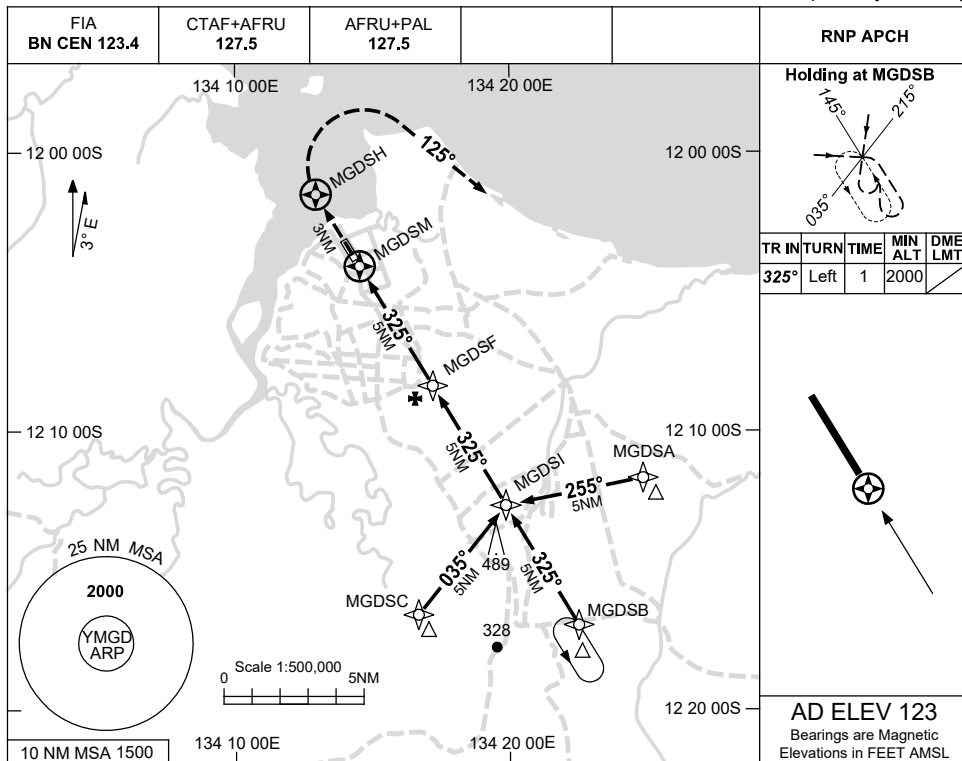 FIA
BN CEN 123.4
CTAF+AFRU
127.5
AFRU+PAL
127.5
RNP APCH
134 10 00E
134 20 00E
Holding at MGDSB
145°
215°
035°
12 00 00S
12 00 00S
3° E
125°
MGDSH
3NM
MGDSM
TR IN
TURN
TIME
MIN ALT
DME LMT
325°
Left
1
2000
325°
5NM
MGDSF
12 10 00S
12 10 00S
325°
5NM
MGDSI
MGDSA
255°
5NM
489
035°
5NM
325°
5NM
MGDSC
MGDSB
328
25 NM MSA
2000
YMGD
ARP
Scale 1:500,000
0
5NM
12 20 00S
10 NM MSA 1500
134 10 00E
134 20 00E
AD ELEV 123
Bearings are Magnetic
Elevations in FEET AMSL